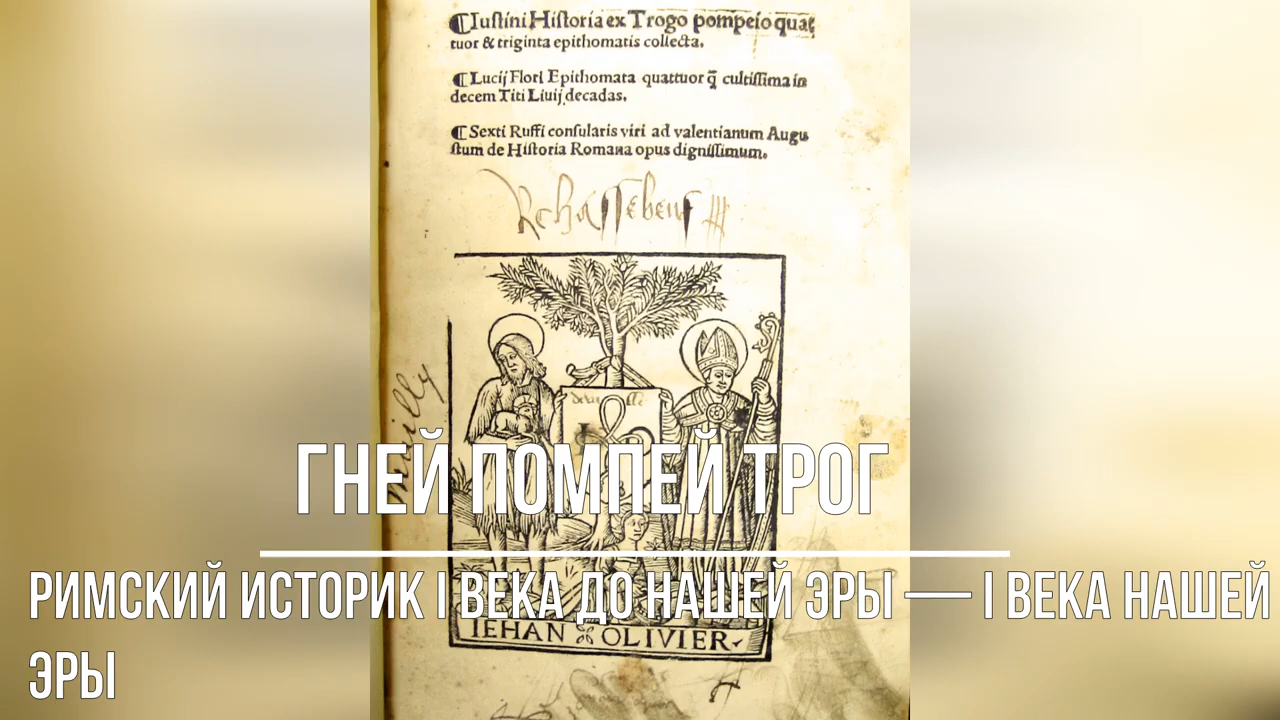 ¶Iuſtini Hiſtoria ex Trogo pompeio quat
tuor & triginta epithomatis collecta.
¶Lucij Flori Epithomata quattuor q̃ cultiſſima in
decem Titi Liuij decadas.
¶Sexti Ruffi conſularis viri ad valentianum Augu
ſtum de Hiſtoria Romana opus digniſſimum.
ГНЕЙ ПОМПЕЙ ТРОГ
РИМСКИЙ ИСТОРИК I ВЕКА ДО НАШЕЙ ЭРЫ — I ВЕКА НАШЕЙ
ЭРЫ
IEHAN OLIVIER